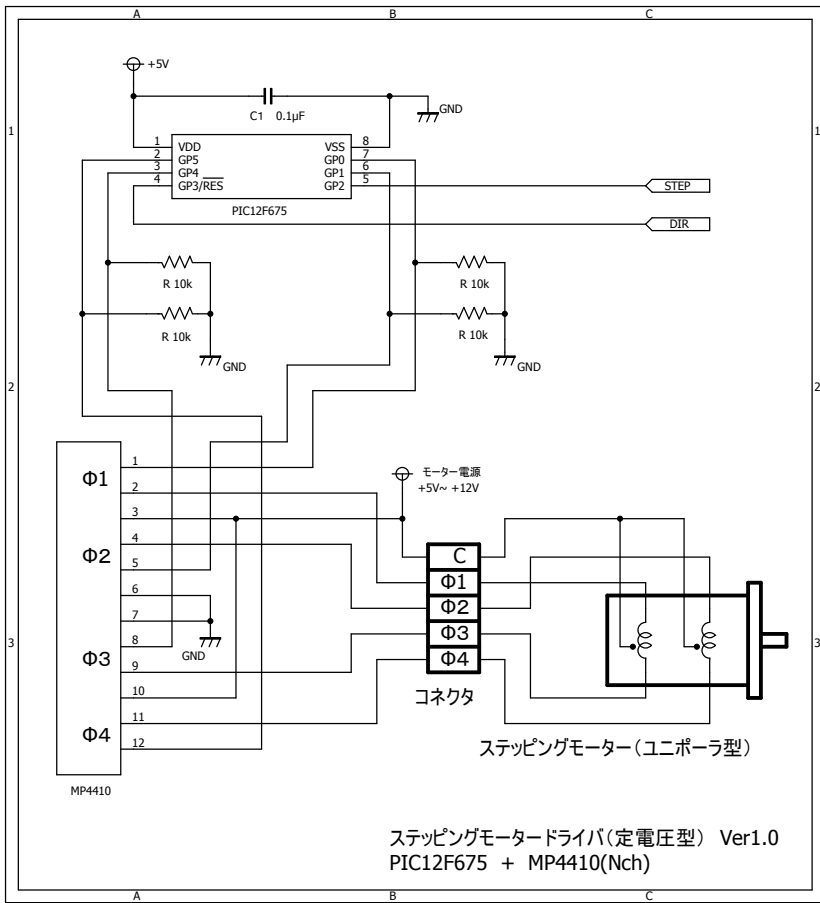 A B C
+5V
C1 0.1μF
GND
1 1
1 VDD VSS 8
2 GP5 GP0 7
3 GP4 GP1 6
4 GP3/RES GP2 5
PIC12F675
STEP
DIR
R 10k R 10k
R 10k R 10k
GND GND
2 2
Φ1
1
2
3
Φ2
4
5
6
7
GND
Φ3
8
9
10
Φ4
11
12
MP4410
モーター電源
+5V~ +12V
C
Φ1
Φ2
Φ3
Φ4
コネクタ
3 3
ステッピングモーター(ユニポーラ型)
ステッピングモータードライバ(定電圧型) Ver1.0
PIC12F675 + MP4410(Nch)
A B C